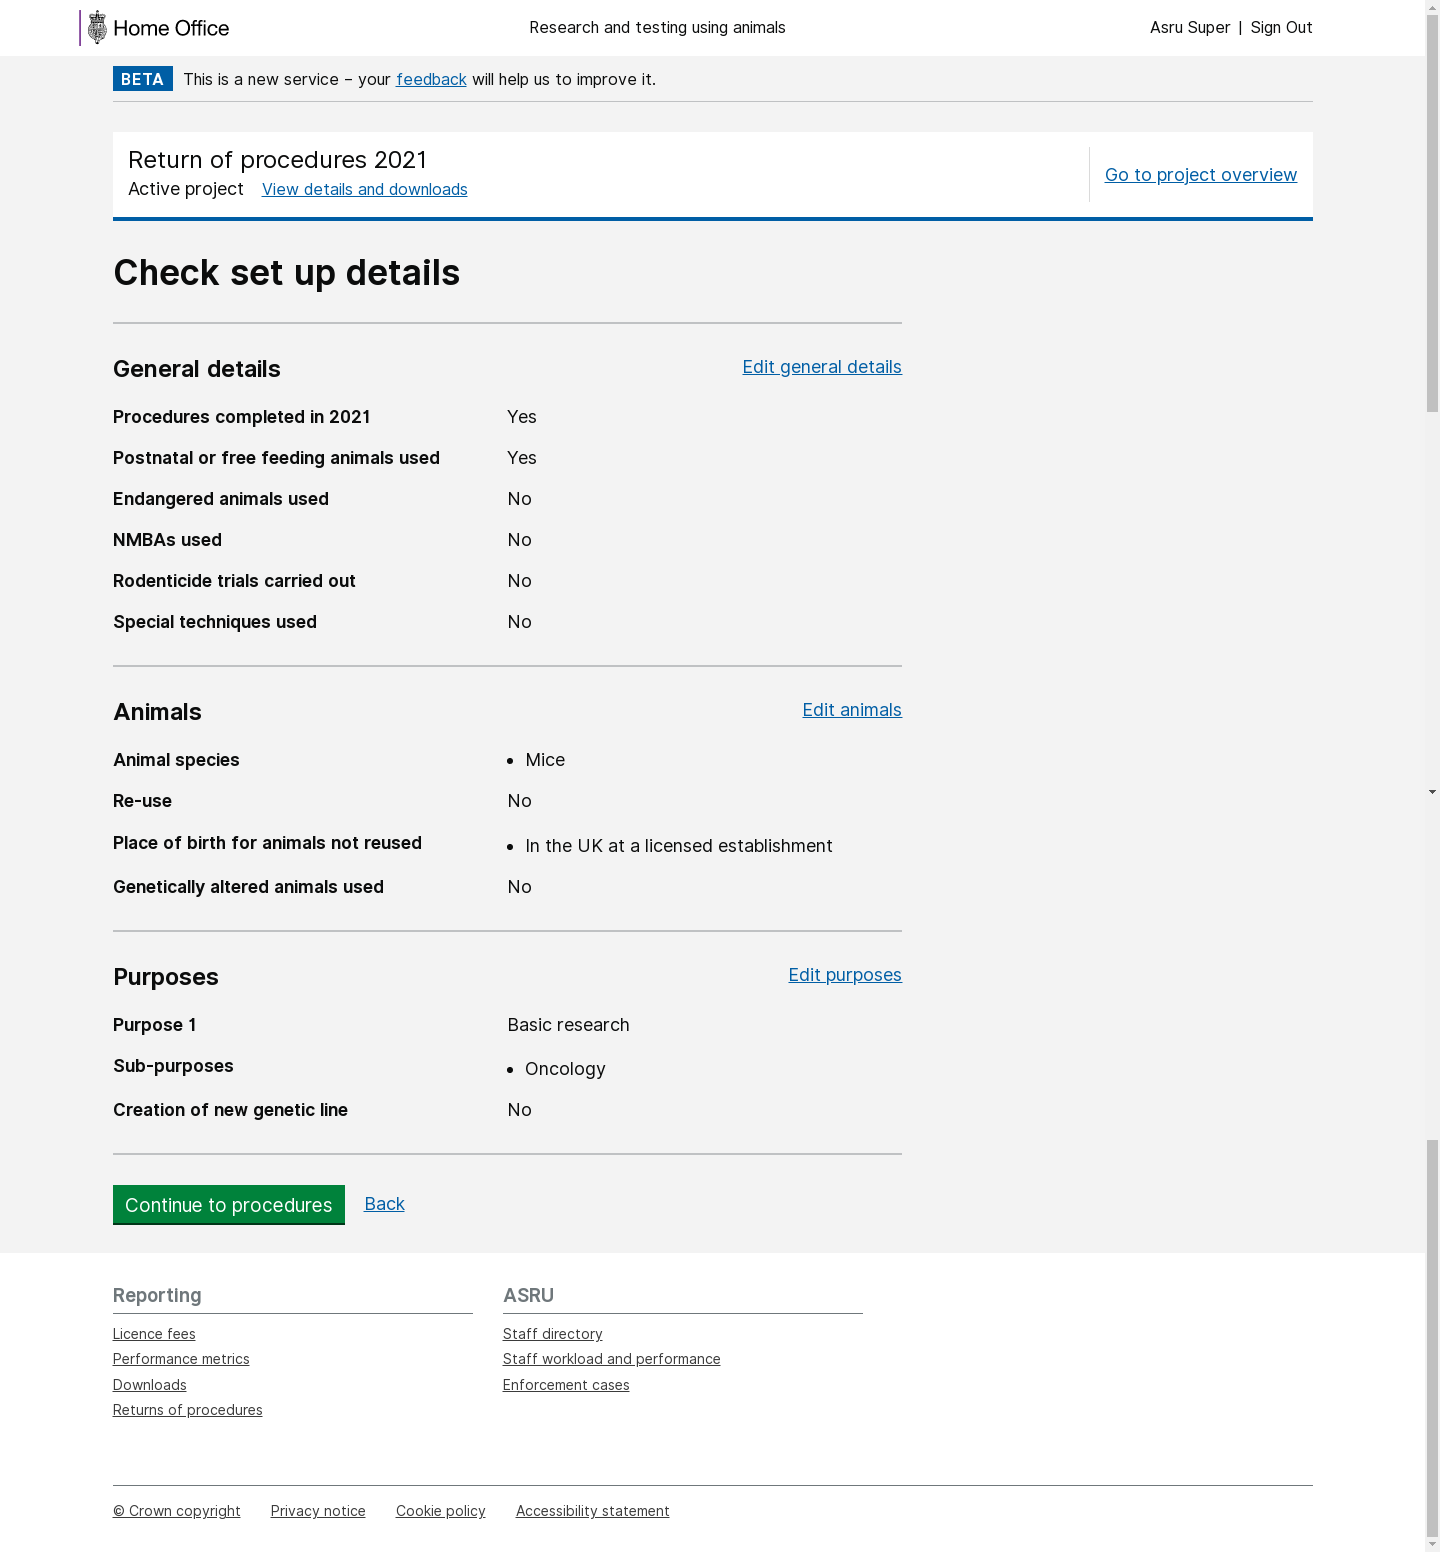 Home Office
Research and testing using animals
Asru Super | Sign Out
BETA This is a new service – your feedback will help us to improve it.
Return of procedures 2021
Active project View details and downloads
Go to project overview
Check set up details
General details
Edit general details
Procedures completed in 2021 Yes
Postnatal or free feeding animals used Yes
Endangered animals used No
NMBAs used No
Rodenticide trials carried out No
Special techniques used No
Animals
Edit animals
Animal species • Mice
Re-use No
Place of birth for animals not reused • In the UK at a licensed establishment
Genetically altered animals used No
Purposes
Edit purposes
Purpose 1 Basic research
Sub-purposes • Oncology
Creation of new genetic line No
Continue to procedures Back
Reporting
Licence fees
Performance metrics
Downloads
Returns of procedures
ASRU
Staff directory
Staff workload and performance
Enforcement cases
© Crown copyright Privacy notice Cookie policy Accessibility statement